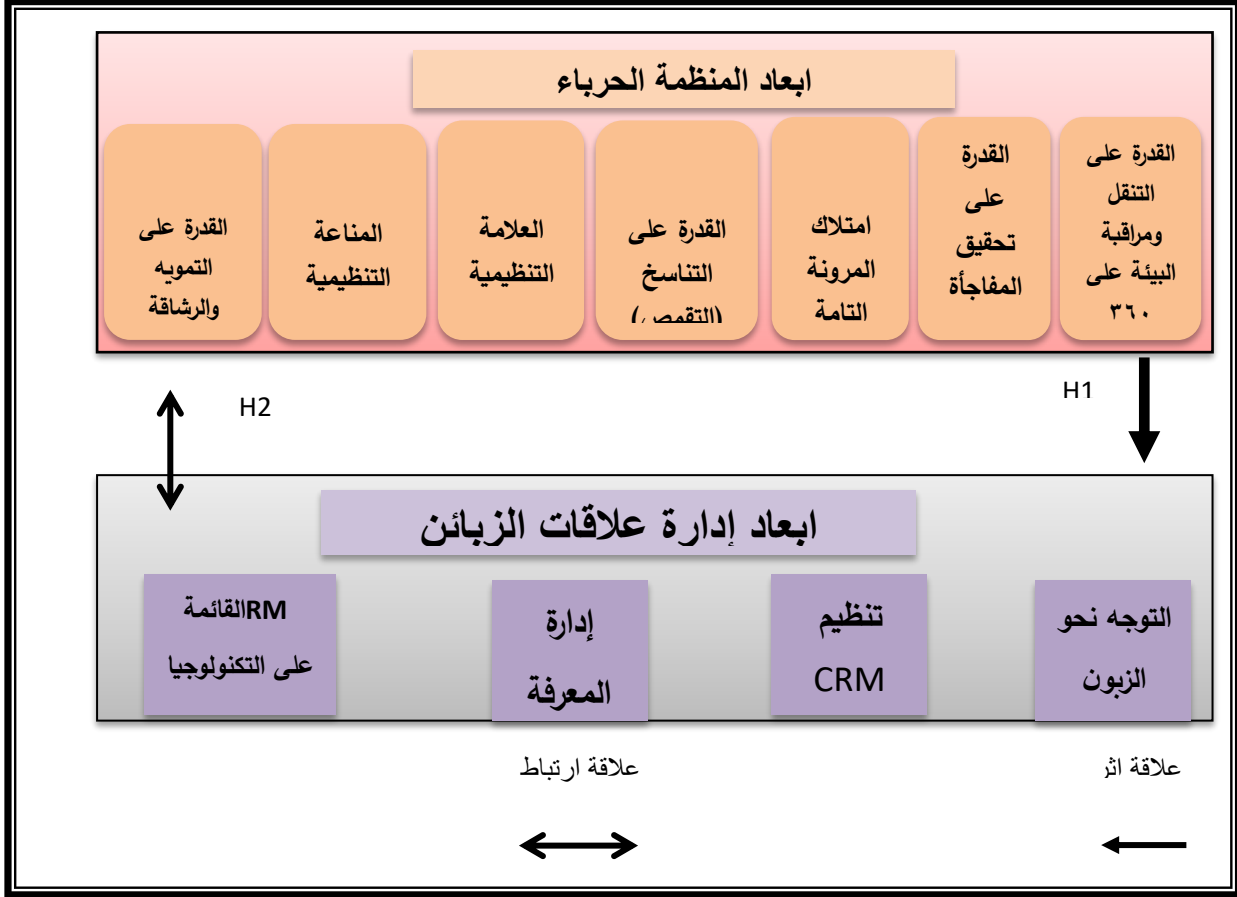 ابعاد المنظمة الحرباء
القدرة على
التنقل
ومراقبة
البيئة على
٣٦٠
القدرة
على
تحقيق
المفاجأة
امتلاك
المرونة
التامة
القدرة على
التناسخ
(التقمص)
العلامة
التنظيمية
المناعة
التنظيمية
القدرة على
التمويه
والرشاقة
H1
H2
ابعاد إدارة علاقات الزبائن
التوجه نحو
الزبون
تنظيم
CRM
إدارة
المعرفة
RMالقائمة
على التكنولوجيا
علاقة اثر
علاقة ارتباط